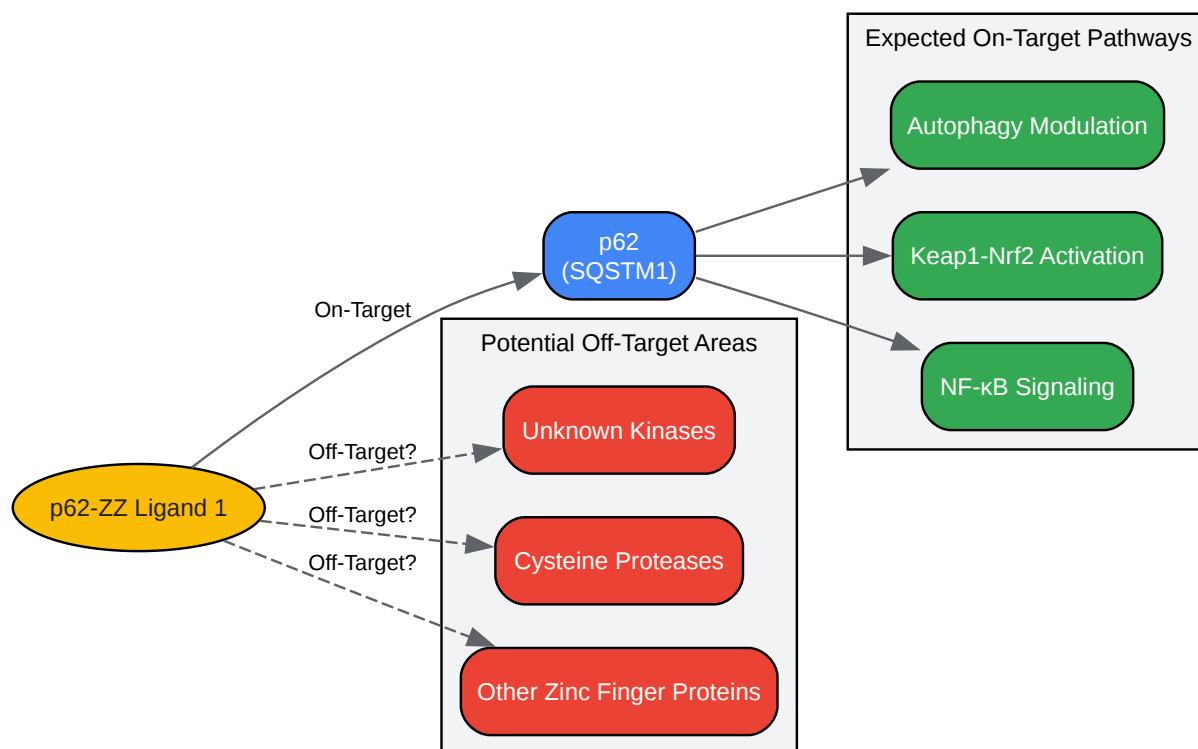 Expected On-Target Pathways
Autophagy Modulation
p62
(SQSTM1)
Keap1-Nrf2 Activation
On-Target
Potential Off-Target Areas
NF-κB Signaling
Unknown Kinases
Off-Target?
p62-ZZ Ligand 1
Off-Target?
Cysteine Proteases
Off-Target?
Other Zinc Finger Proteins